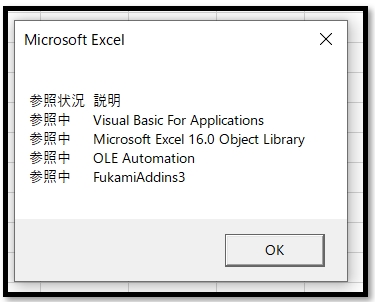 Microsoft Excel
参照状況 説明
参照中 Visual Basic For Applications
参照中 Microsoft Excel 16.0 Object Library
参照中 OLE Automation
参照中 FukamiAddins3
OK